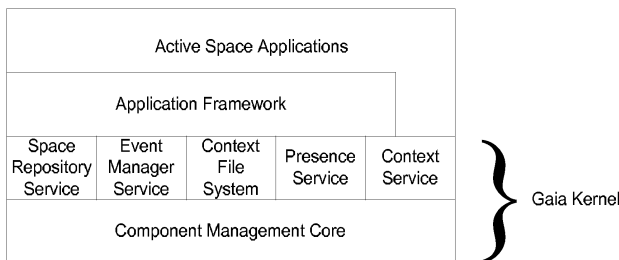 Active Space Applications
Application Framework
Space
Repository
Service
Event
Manager
Service
Context
File
System
Presence
Service
Context
Service
Gaia Kernel
Component Management Core